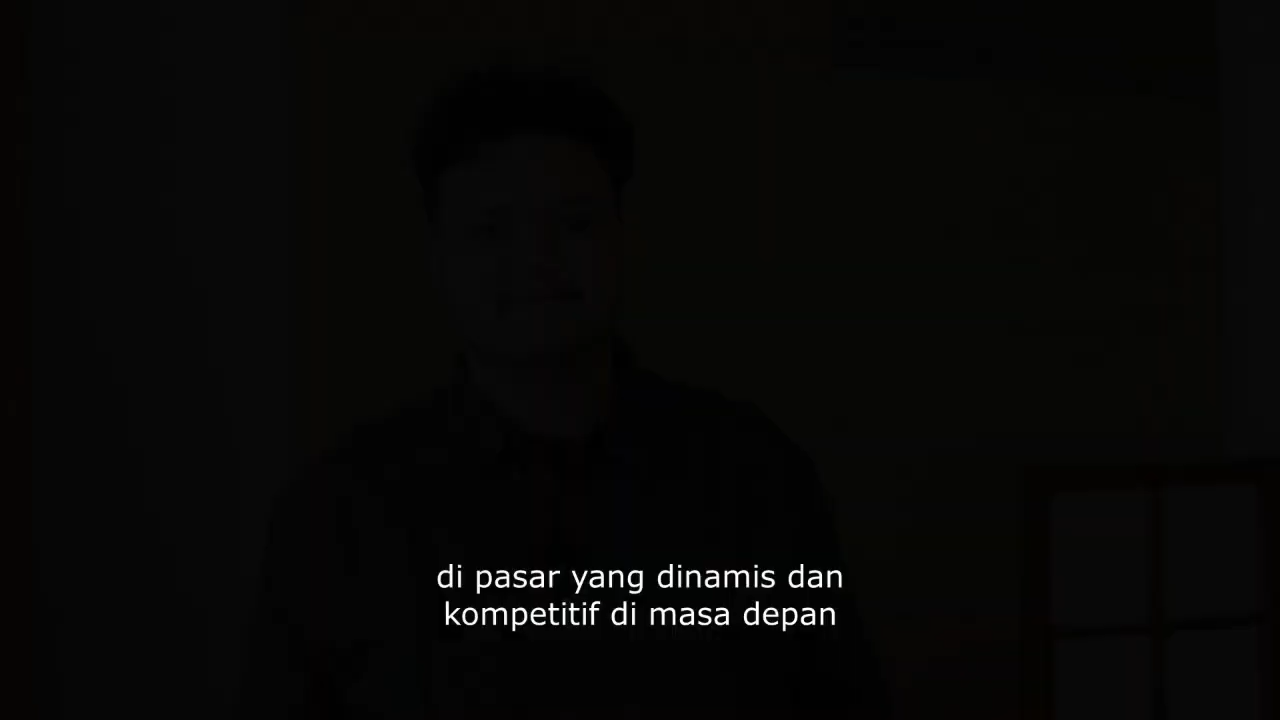 di pasar yang dinamis dan
kompetitif di masa depan